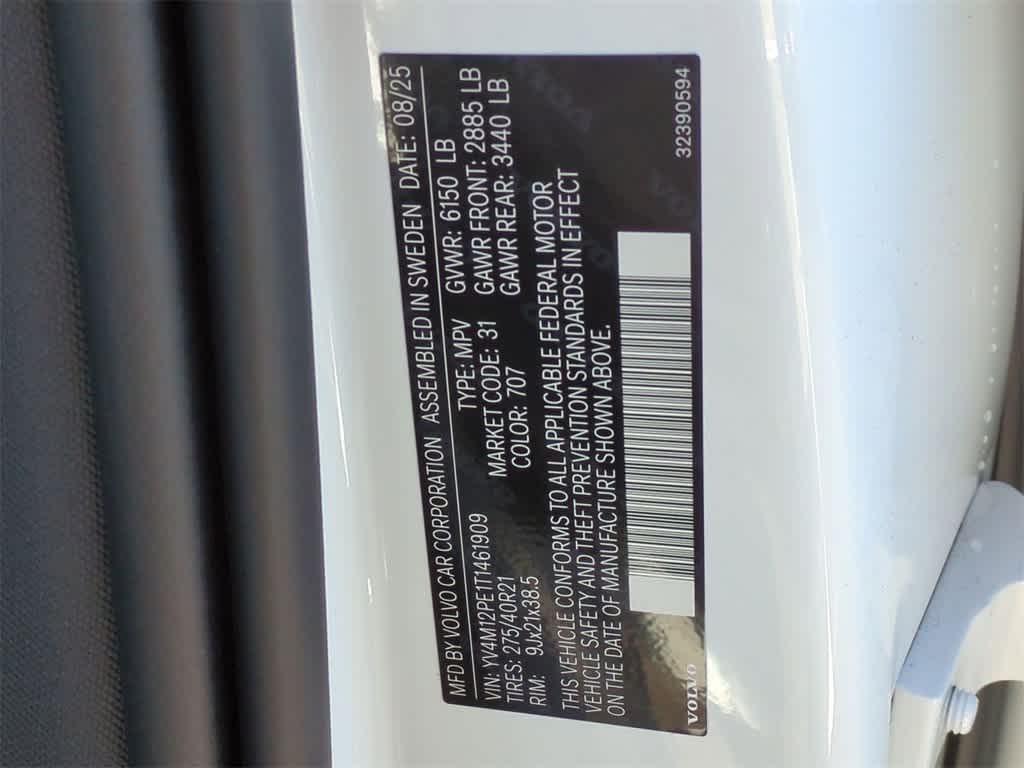 MFD BY VOLVO CAR CORPORATION ASSEMBLED IN SWEDEN DATE: 08/25
VIN: YV4M12PE1T1461909 TYPE: MPV GVWR: 6150 LB
TIRES: 275/40R21 MARKET CODE: 31 GAWR FRONT: 2885 LB
RIM: 9Jx21x38.5 COLOR: 707 GAWR REAR: 3440 LB
THIS VEHICLE CONFORMS TO ALL APPLICABLE FEDERAL MOTOR
VEHICLE SAFETY AND THEFT PREVENTION STANDARDS IN EFFECT
ON THE DATE OF MANUFACTURE SHOWN ABOVE.
VOLVO 32390594